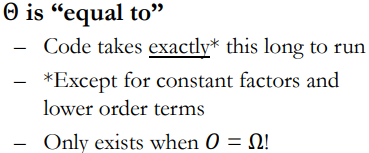 Θ is “equal to”
– Code takes exactly* this long to run
– *Except for constant factors and
lower order terms
– Only exists when O = Ω!